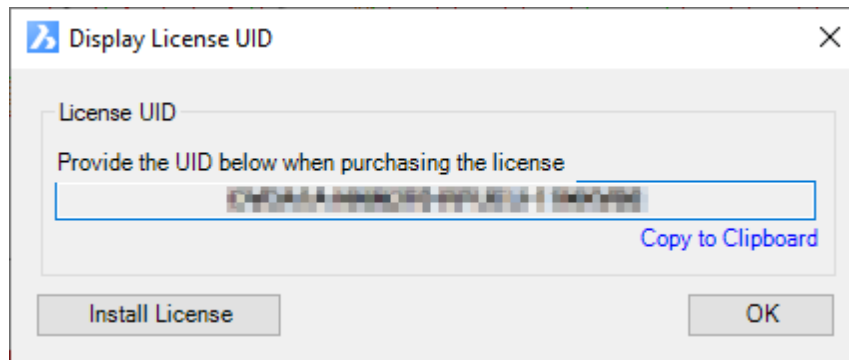 Display License UID
License UID
Provide the UID below when purchasing the license
Copy to Clipboard
Install License
OK